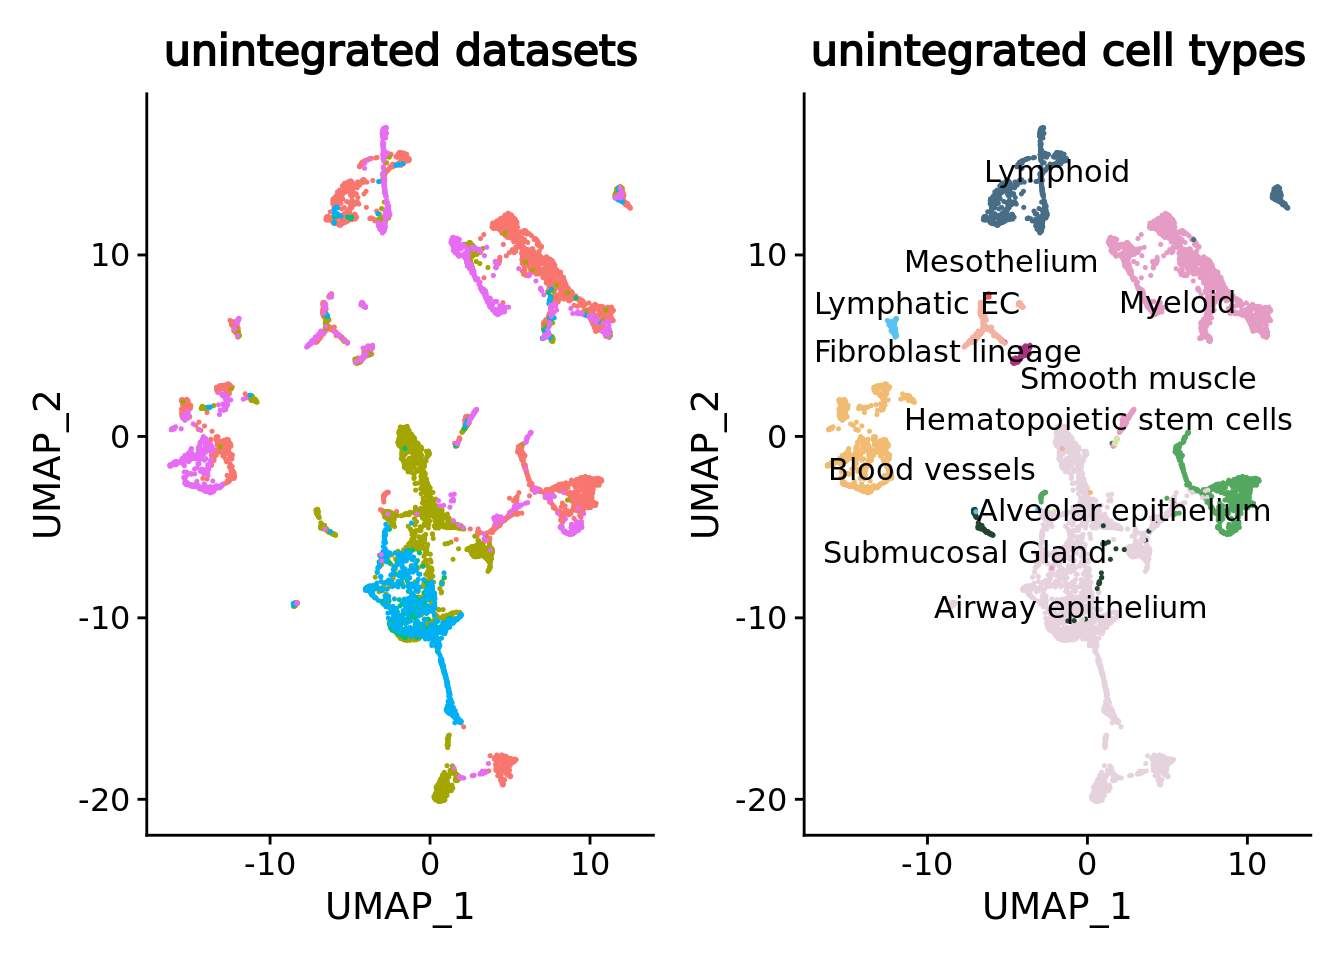 unintegrated datasets
UMAP_2
10
0
-10
-20
-10
0
10
UMAP_1
unintegrated cell types
UMAP_2
10
0
-10
-20
Lymphoid
Mesothelium
Lymphatic EC
Myeloid
Fibroblast lineage
Smooth muscle
Hematopoietic stem cells
Blood vessels
Alveolar epithelium
Submucosal Gland
Airway epithelium
-10
0
10
UMAP_1